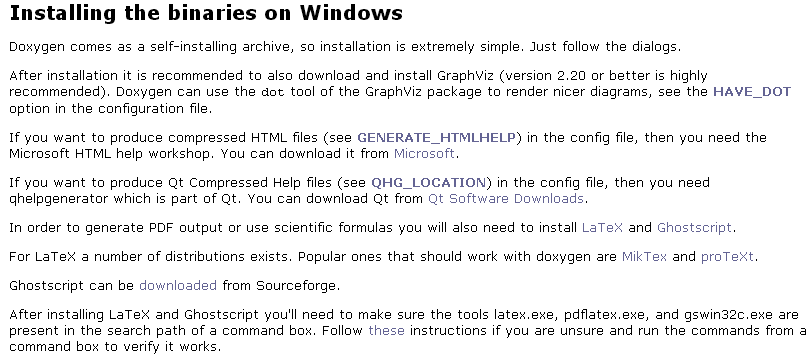 Installing the binaries on Windows
Doxygen comes as a self-installing archive, so installation is extremely simple. Just follow the dialogs.
After installation it is recommended to also download and install GraphViz (version 2.20 or better is highly
recommended). Doxygen can use the dot tool of the GraphViz package to render nicer diagrams, see the HAVE_DOT
option in the configuration file.
If you want to produce compressed HTML files (see GENERATE_HTMLHELP) in the config file, then you need the
Microsoft HTML help workshop. You can download it from Microsoft.
If you want to produce Qt Compressed Help files (see QHG_LOCATION) in the config file, then you need
qhelpgenerator which is part of Qt. You can download Qt from Qt Software Downloads.
In order to generate PDF output or use scientific formulas you will also need to install LaTeX and Ghostscript.
For LaTeX a number of distributions exists. Popular ones that should work with doxygen are MikTex and proTeXt.
Ghostscript can be downloaded from Sourceforge.
After installing LaTeX and Ghostscript you'll need to make sure the tools latex.exe, pdflatex.exe, and gswin32c.exe are
present in the search path of a command box. Follow these instructions if you are unsure and run the commands from a
command box to verify it works.